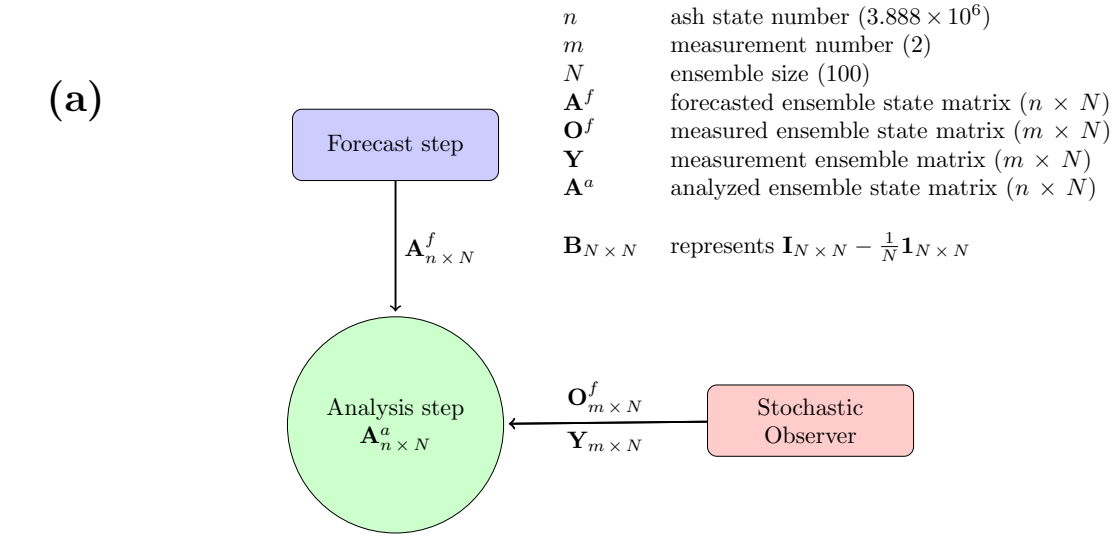 (a)
n ash state number (3.888 × 10⁶)
m measurement number (2)
N ensemble size (100)
A^f forecasted ensemble state matrix (n × N)
O^f measured ensemble state matrix (m × N)
Y measurement ensemble matrix (m × N)
A^a analyzed ensemble state matrix (n × N)
B_{N × N} represents I_{N × N} − \frac{1}{N} 1_{N × N}
Forecast step
A^f_{n × N}
Analysis step
A^a_{n × N}
O^f_{m × N}
Y_{m × N}
Stochastic
Observer